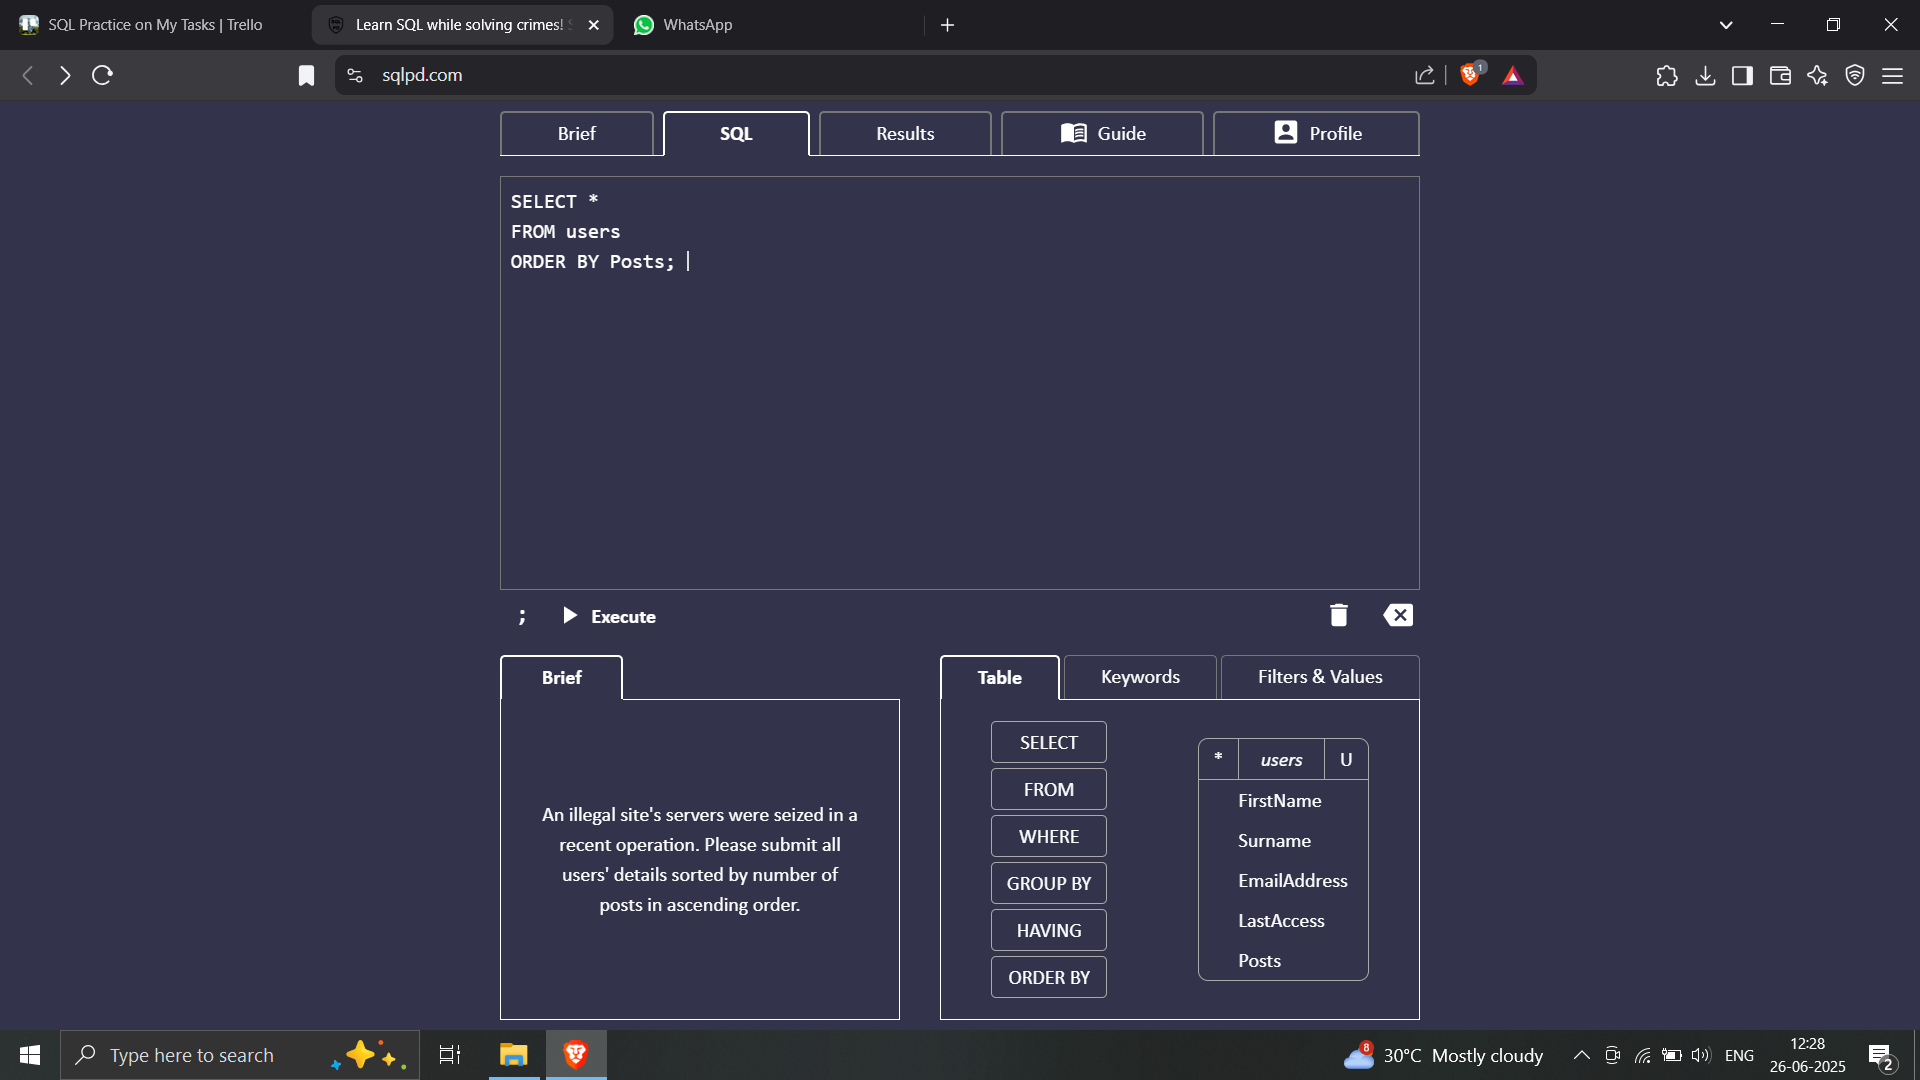 SQL Practice on My Tasks | Trello
Learn SQL while solving crimes!
WhatsApp
sqlpd.com
1
Brief
SQL
Results
Guide
Profile
SELECT *
FROM users
ORDER BY Posts;
; Execute
Brief
Table
Keywords
Filters & Values
An illegal site's servers were seized in a
recent operation. Please submit all
users' details sorted by number of
posts in ascending order.
SELECT
FROM
WHERE
GROUP BY
HAVING
ORDER BY
* users U
FirstName
Surname
EmailAddress
LastAccess
Posts
Type here to search
8
30°C Mostly cloudy
ENG
12:28
26-06-2025
2